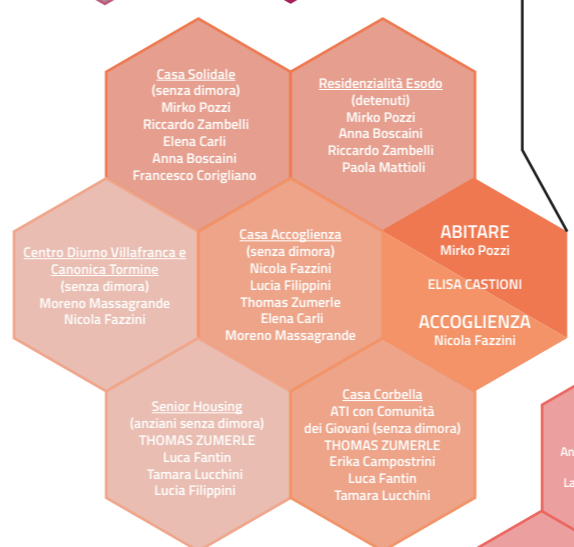 Casa Solidale
(senza dimora)
Mirko Pozzi
Riccardo Zambelli
Elena Carli
Anna Boscaini
Francesco Corigliano
Residenzialità Esodo
(detenuti)
Mirko Pozzi
Anna Boscaini
Riccardo Zambelli
Paola Mattioli
Centro Diurno Villafranca e
Canonica Tormine
(senza dimora)
Moreno Massagrande
Nicola Fazzini
Casa Accoglienza
(senza dimora)
Nicola Fazzini
Lucia Filippini
Thomas Zumerle
Elena Carli
Moreno Massagrande
ABITARE
Mirko Pozzi
ELISA CASTIONI
ACCOGLIENZA
Nicola Fazzini
Senior Housing
(anziani senza dimora)
THOMAS ZUMERLE
Luca Fantin
Tamara Lucchini
Lucia Filippini
Casa Corbella
ATI con Comunità
dei Giovani (senza dimora)
THOMAS ZUMERLE
Erika Campostrini
Luca Fantin
Tamara Lucchini
An
La